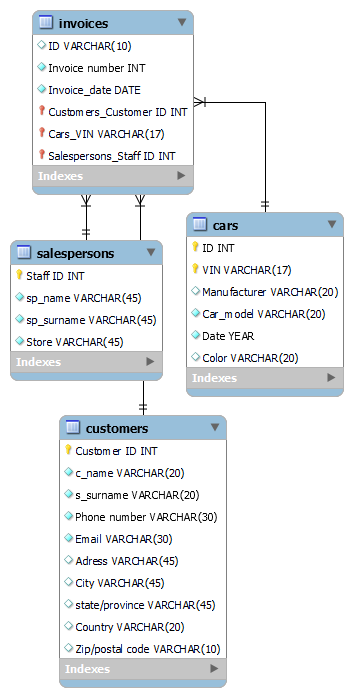 invoices
ID VARCHAR(10)
Invoice number INT
Invoice_date DATE
Customers_Customer ID INT
Cars_VIN VARCHAR(17)
Salespersons_Staff ID INT
Indexes
salespersons
Staff ID INT
sp_name VARCHAR(45)
sp_surname VARCHAR(45)
Store VARCHAR(45)
Indexes
cars
ID INT
VIN VARCHAR(17)
Manufacturer VARCHAR(20)
Car_model VARCHAR(20)
Date YEAR
Color VARCHAR(20)
Indexes
customers
Customer ID INT
c_name VARCHAR(20)
s_surname VARCHAR(20)
Phone number VARCHAR(30)
Email VARCHAR(30)
Adress VARCHAR(45)
City VARCHAR(45)
state/province VARCHAR(45)
Country VARCHAR(20)
Zip/postal code VARCHAR(10)
Indexes